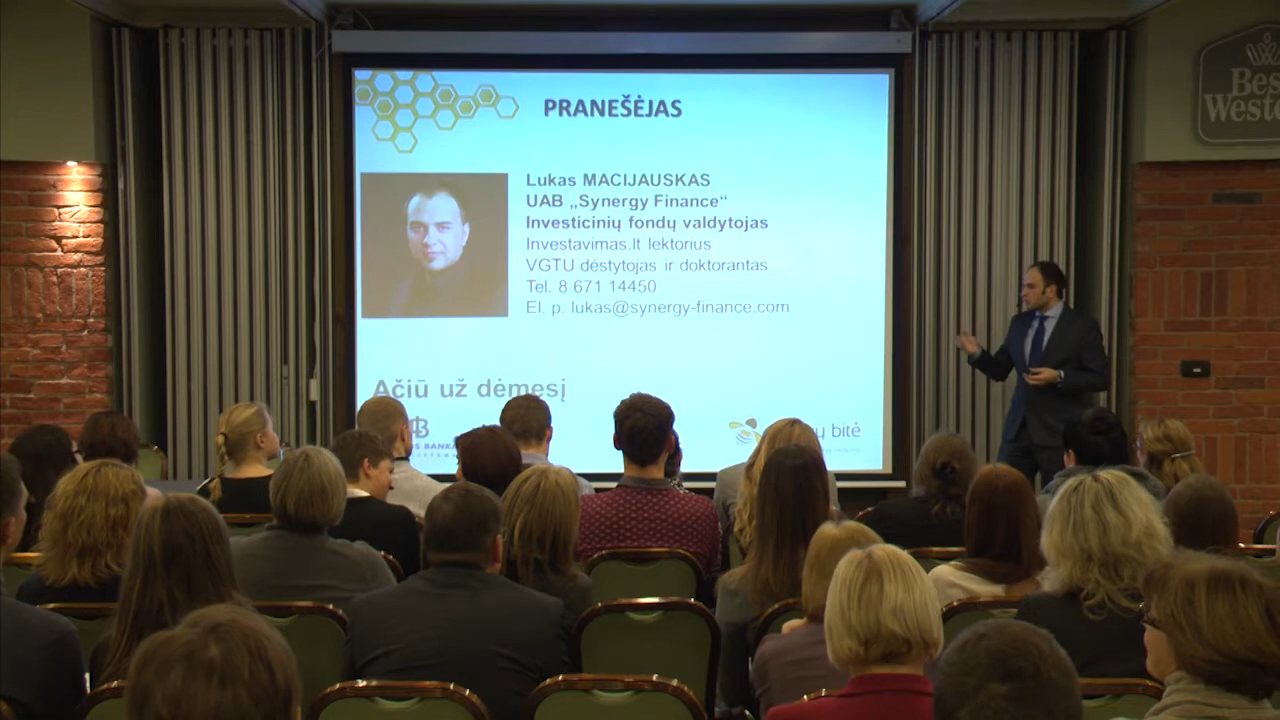 PRANEŠĖJAS
Lukas MACIJAUSKAS
UAB „Synergy Finance“
Investicinių fondų valdytojas
Investavimas.lt lektorius
VGTU dėstytojas ir doktorantas
Tel. 8 671 14450
El. p. lukas@synergy-finance.com
Ačiū už dėmesį
bitė
Best
Western